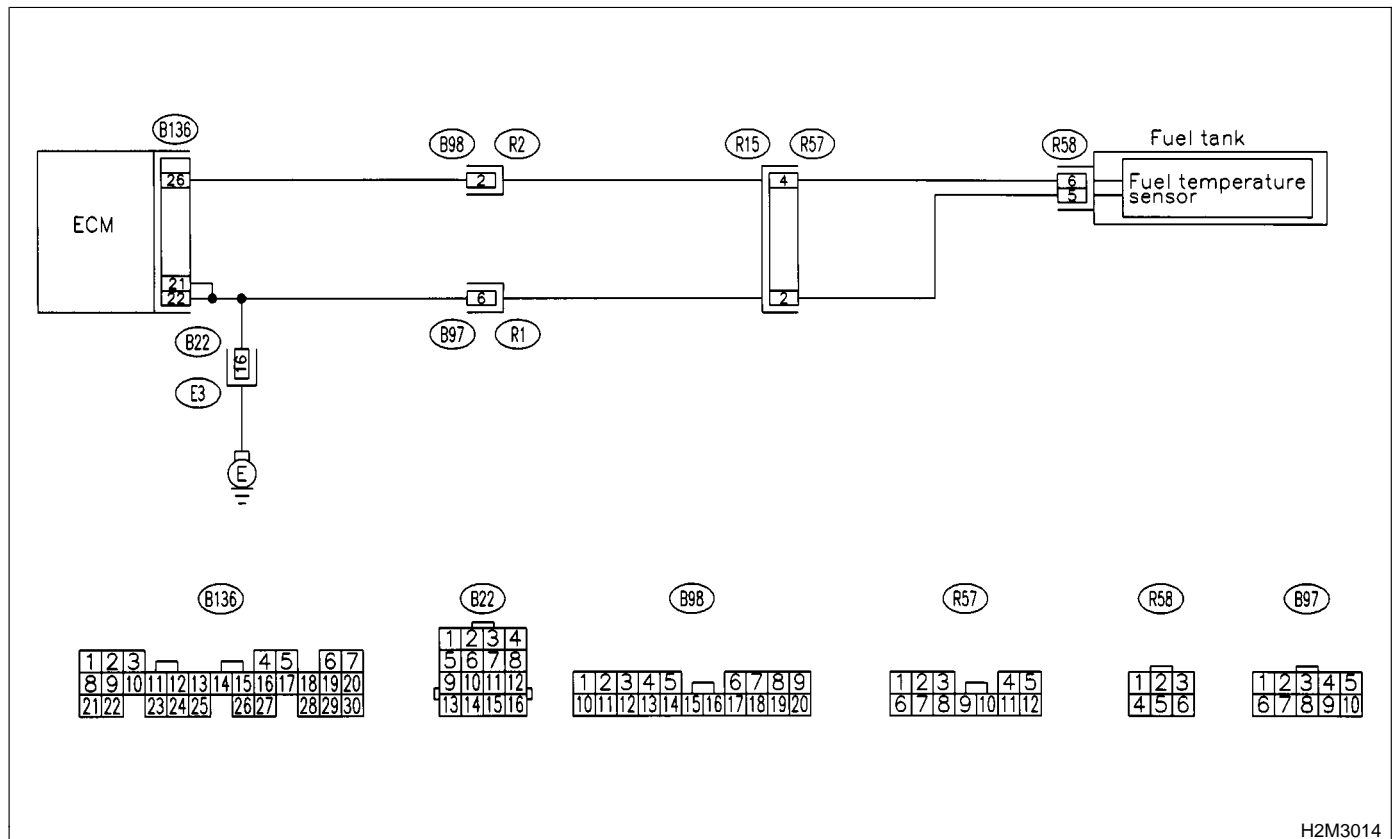 B136
B98 R2
R15 R57
R58
Fuel tank
26
2
4
6
5
Fuel temperature
sensor
ECM
21
22
6
2
B22
B97 R1
16
E3
E
B136
B22
B98
R57
R58
B97
1 2 3 4 5 6 7
8 9 10 11 12 13 14 15 16 17 18 19 20
21 22 23 24 25 26 27 28 29 30
1 2 3 4
5 6 7 8
9 10 11 12
13 14 15 16
1 2 3 4 5 6 7 8 9
10 11 12 13 14 15 16 17 18 19 20
1 2 3 4 5
6 7 8 9 10 11 12
1 2 3
4 5 6
1 2 3 4 5
6 7 8 9 10
H2M3014